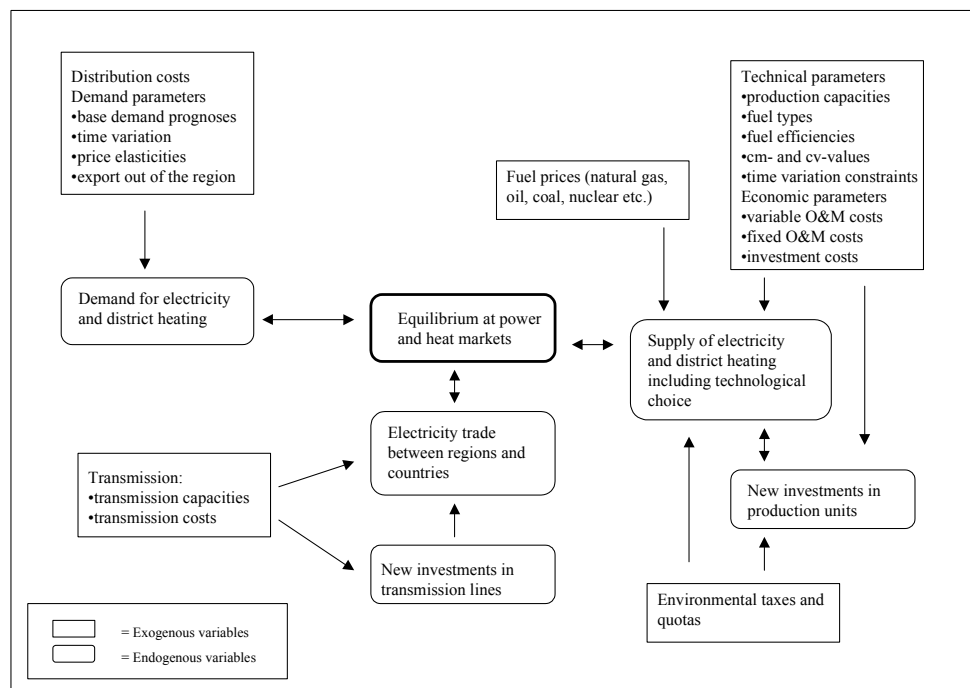 Distribution costs
Demand parameters
•base demand prognoses
•time variation
•price elasticities
•export out of the region
Technical parameters
•production capacities
•fuel types
•fuel efficiencies
•cm- and cv-values
•time variation constraints
Economic parameters
•variable O&M costs
•fixed O&M costs
•investment costs
Fuel prices (natural gas,
oil, coal, nuclear etc.)
Demand for electricity
and district heating
Equilibrium at power
and heat markets
Supply of electricity
and district heating
including technological
choice
Electricity trade
between regions and
countries
Transmission:
•transmission capacities
•transmission costs
New investments in
production units
New investments in
transmission lines
Environmental taxes and
quotas
= Exogenous variables
= Endogenous variables